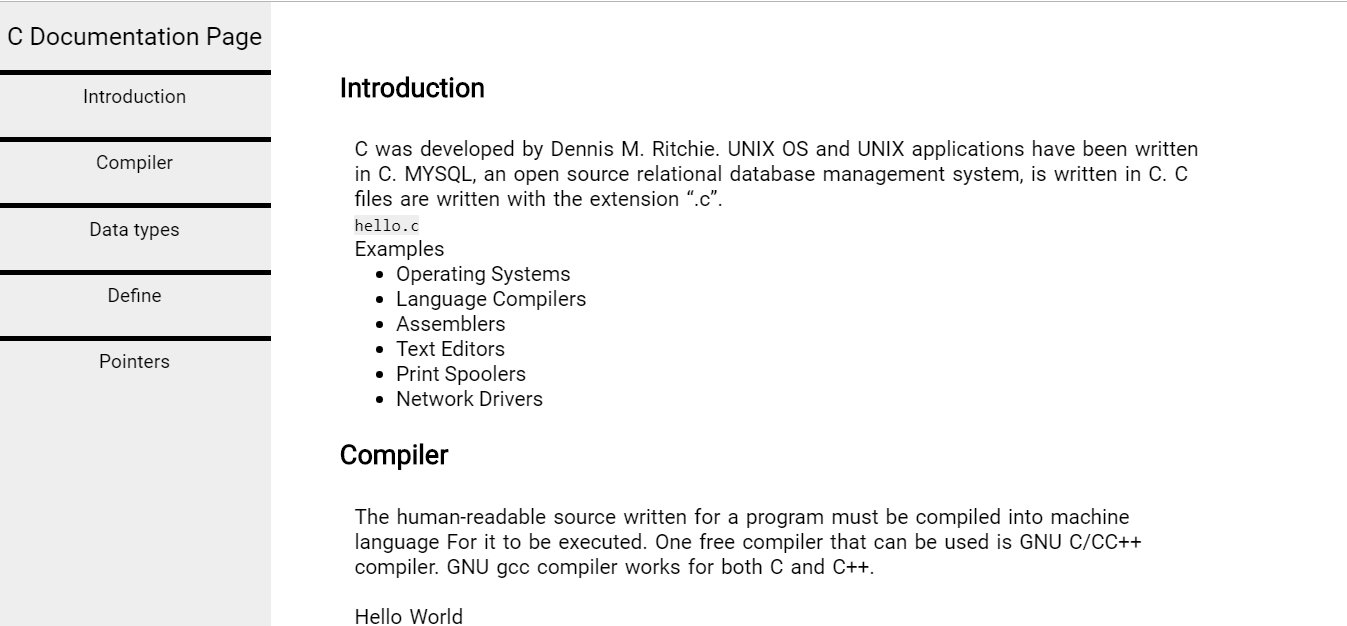 C Documentation Page
Introduction
Compiler
Data types
Define
Pointers
Introduction
C was developed by Dennis M. Ritchie. UNIX OS and UNIX applications have been written
in C. MYSQL, an open source relational database management system, is written in C. C
files are written with the extension “.c”.
hello.c
Examples
Operating Systems
Language Compilers
Assemblers
Text Editors
Print Spoolers
Network Drivers
Compiler
The human-readable source written for a program must be compiled into machine
language For it to be executed. One free compiler that can be used is GNU C/CC++
compiler. GNU gcc compiler works for both C and C++.
Hello World